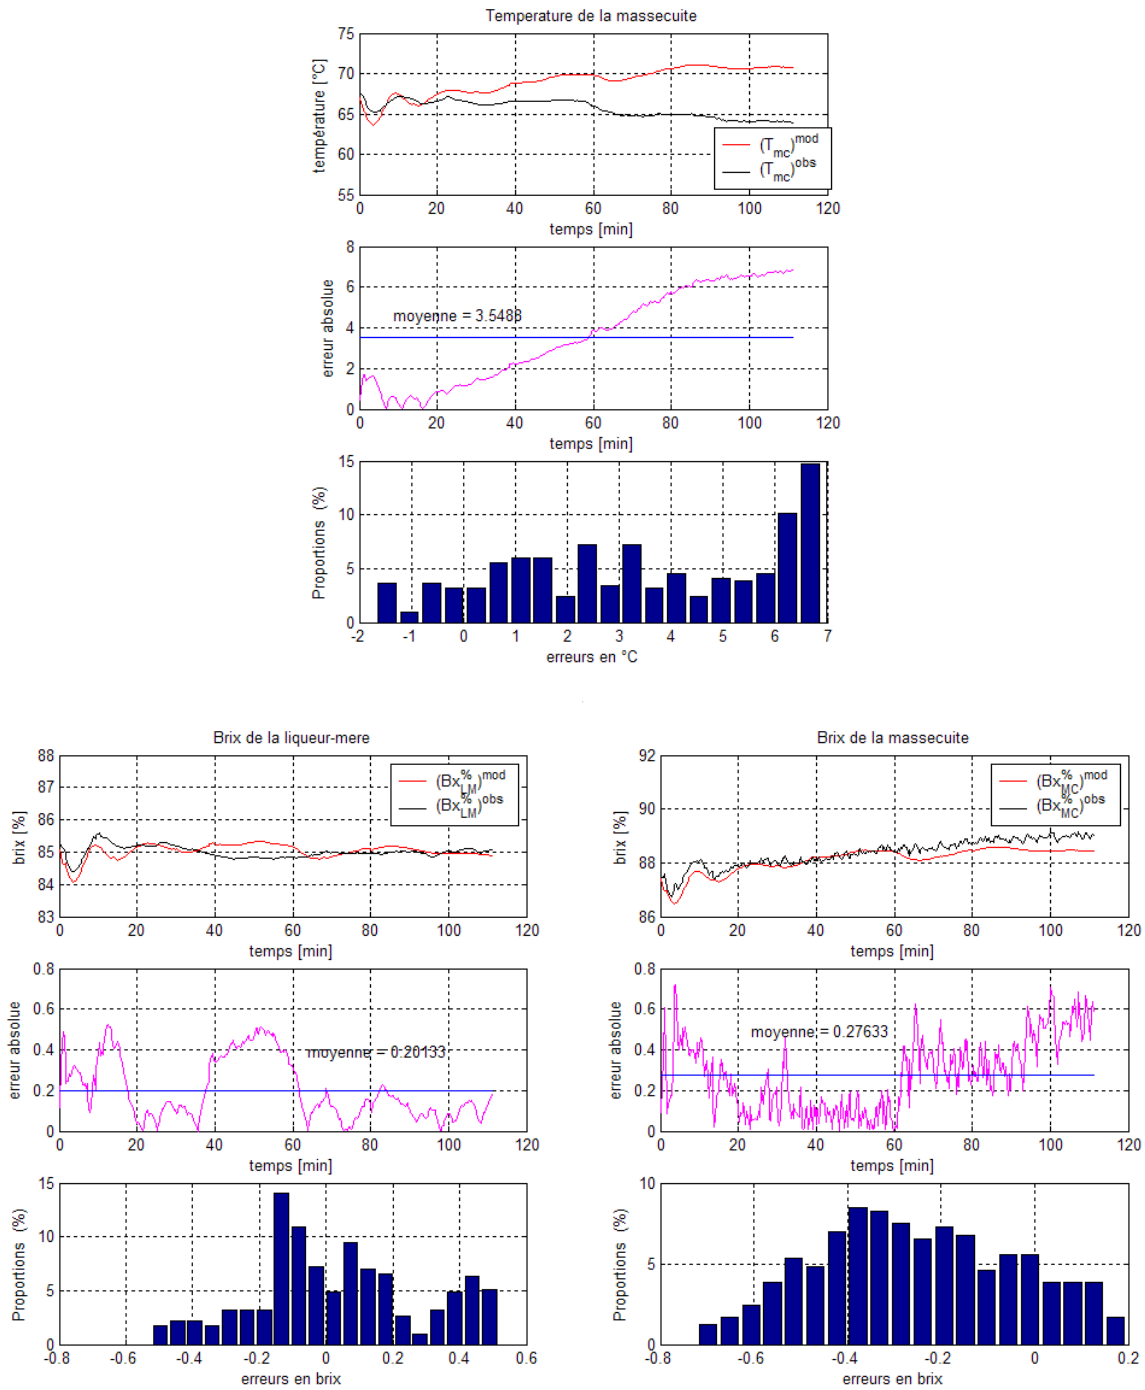 Temperature de la massecuite
température [°C]
75
70
65
60
55
(T_mc)^mod
(T_mc)^obs
0 20 40 60 80 100 120
temps [min]
erreur absolue
8
6
4
2
0
moyenne = 3.5488
0 20 40 60 80 100 120
temps [min]
Proportions (%)
15
10
5
0
-2 -1 0 1 2 3 4 5 6 7
erreurs en °C
Brix de la liqueur-mere
brix [%]
88
87
86
85
84
83
(Bx_LM^%)^mod
(Bx_LM^%)^obs
0 20 40 60 80 100 120
temps [min]
erreur absolue
0.8
0.6
0.4
0.2
0
moyenne = 0.20133
0 20 40 60 80 100 120
temps [min]
Proportions (%)
15
10
5
0
-0.8 -0.6 -0.4 -0.2 0 0.2 0.4 0.6
erreurs en brix
Brix de la massecuite
brix [%]
92
90
88
86
(Bx_MC^%)^mod
(Bx_MC^%)^obs
0 20 40 60 80 100 120
temps [min]
erreur absolue
0.8
0.6
0.4
0.2
0
moyenne = 0.27633
0 20 40 60 80 100 120
temps [min]
Proportions (%)
10
5
0
-0.8 -0.6 -0.4 -0.2 0 0.2
erreurs en brix